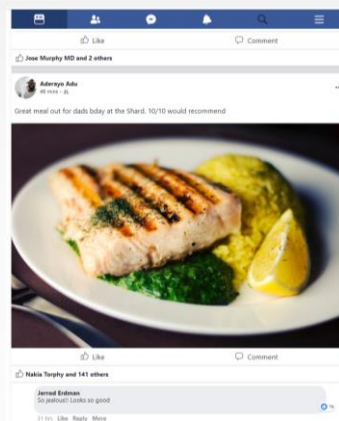 Like Comment
Jose Murphy MD and 2 others
Aderayo Adu
Great meal out for dads bday at the Shard. 10/10 would recommend
Like Comment
Nakia Torphy and 141 others
Jerred Erdman
So jealous!! Looks so good
Like Reply More